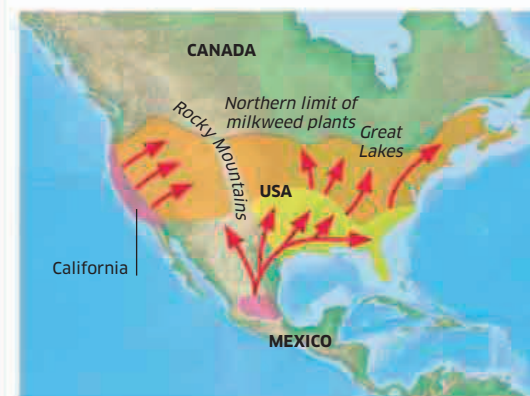 CANADA
Rocky Mountains
Northern limit of
milkweed plants
Great
Lakes
USA
California
MEXICO